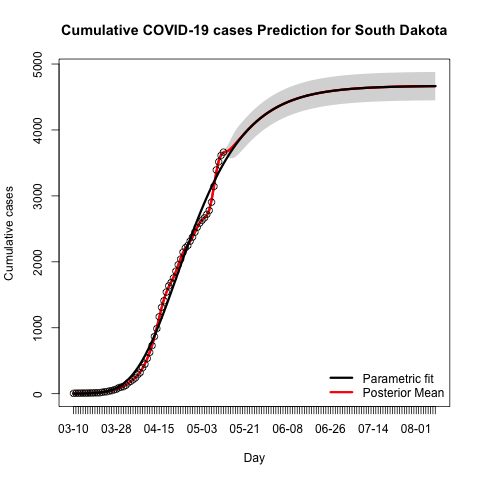 Cumulative COVID-19 cases Prediction for South Dakota
Cumulative cases
5000
4000
3000
2000
1000
0
Parametric fit
Posterior Mean
03-10 03-28 04-15 05-03 05-21 06-08 06-26 07-14 08-01
Day